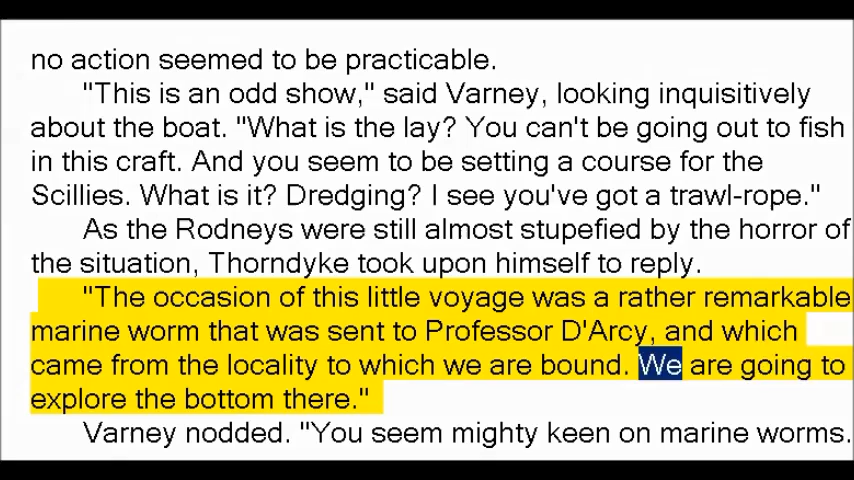 no action seemed to be practicable.
"This is an odd show," said Varney, looking inquisitively
about the boat. "What is the lay? You can't be going out to fish
in this craft. And you seem to be setting a course for the
Scillies. What is it? Dredging? I see you've got a trawl-rope."
As the Rodneys were still almost stupefied by the horror of
the situation, Thorndyke took upon himself to reply.
"The occasion of this little voyage was a rather remarkable
marine worm that was sent to Professor D'Arcy, and which
came from the locality to which we are bound. We are going to
explore the bottom there."
Varney nodded. "You seem mighty keen on marine worms.